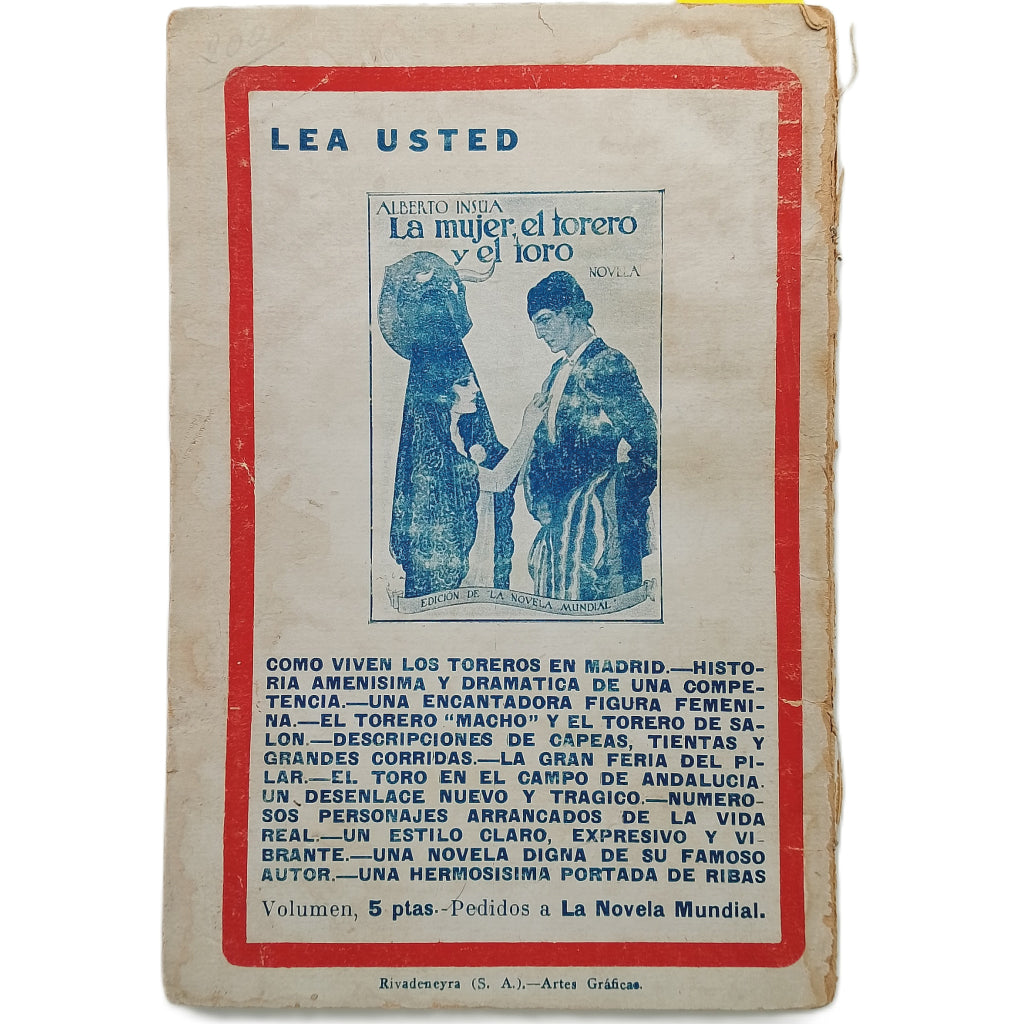 LEA USTED
ALBERTO INSÚA
La mujer, el torero
y el toro
NOVELA
EDICIÓN DE "LA NOVELA MUNDIAL"
COMO VIVEN LOS TOREROS EN MADRID.—HISTO-
RIA AMENISIMA Y DRAMATICA DE UNA COMPE-
TENCIA.—UNA ENCANTADORA FIGURA FEMENI-
NA.—EL TORERO "MACHO" Y EL TORERO DE SA-
LON.—DESCRIPCIONES DE CAPEAS, TIENTAS Y
GRANDES CORRIDAS.—LA GRAN FERIA DEL PI-
LAR.—EL TORO EN EL CAMPO DE ANDALUCIA.
UN DESENLACE NUEVO Y TRAGICO.—NUMERO-
SOS PERSONAJES ARRANCADOS DE LA VIDA
REAL.—UN ESTILO CLARO, EXPRESIVO Y VI-
BRANTE.—UNA NOVELA DIGNA DE SU FAMOSO
AUTOR.—UNA HERMOSISIMA PORTADA DE RIBAS
Volumen, 5 ptas.-Pedidos a La Novela Mundial.
Rivadeneyra (S. A.).—Artes Gráficas.